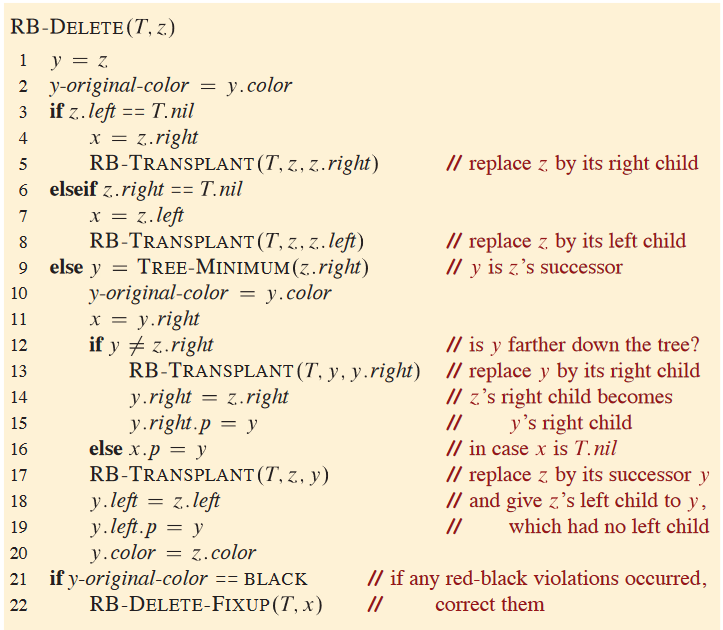 RB-DELETE(T, z)
1 y = z
2 y-original-color = y.color
3 if z.left == T.nil
4 x = z.right
5 RB-TRANSPLANT(T, z, z.right) // replace z by its right child
6 elseif z.right == T.nil
7 x = z.left
8 RB-TRANSPLANT(T, z, z.left) // replace z by its left child
9 else y = TREE-MINIMUM(z.right) // y is z's successor
10 y-original-color = y.color
11 x = y.right
12 if y ≠ z.right // is y farther down the tree?
13 RB-TRANSPLANT(T, y, y.right) // replace y by its right child
14 y.right = z.right // z's right child becomes
15 y.right.p = y // y's right child
16 else x.p = y // in case x is T.nil
17 RB-TRANSPLANT(T, z, y) // replace z by its successor y
18 y.left = z.left // and give z's left child to y,
19 y.left.p = y // which had no left child
20 y.color = z.color
21 if y-original-color == BLACK // if any red-black violations occurred,
22 RB-DELETE-FIXUP(T, x) // correct them